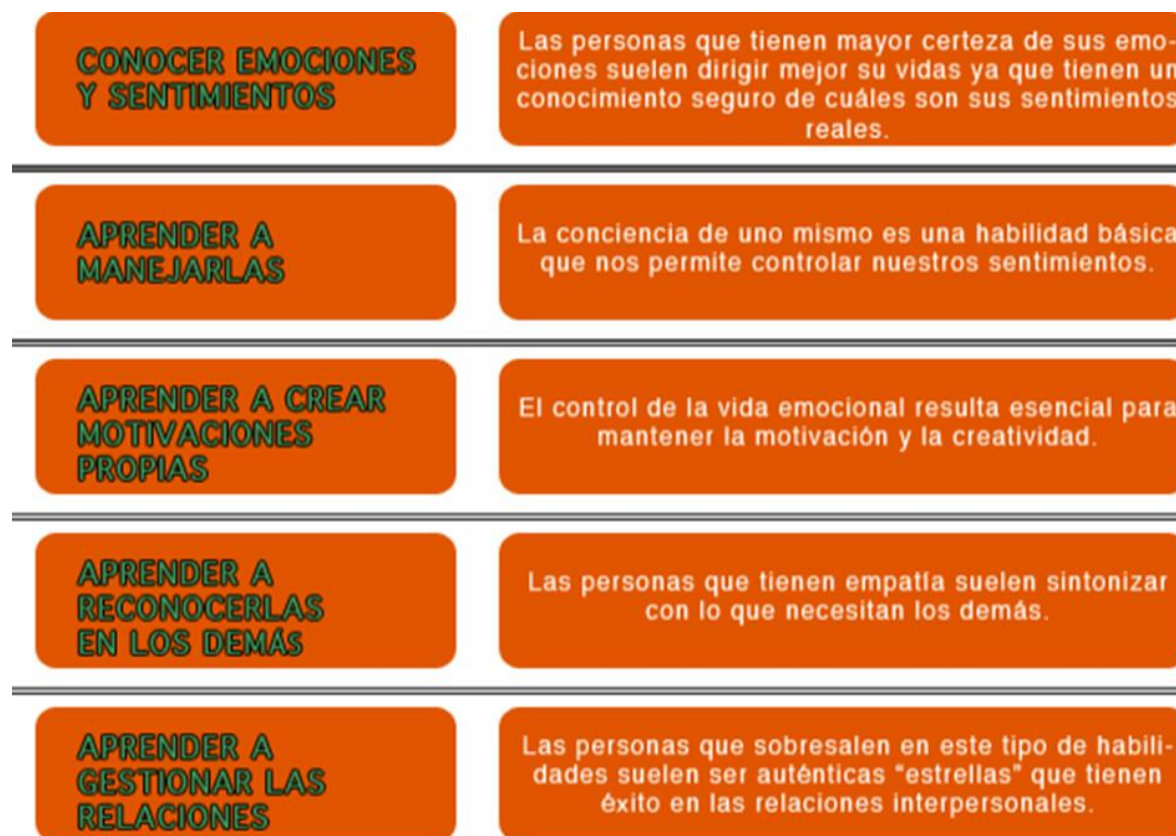 CONOCER EMOCIONES
Y SENTIMIENTOS
Las personas que tienen mayor certeza de sus emo-
ciones suelen dirigir mejor su vidas ya que tienen un
conocimiento seguro de cuáles son sus sentimientos
reales.
APRENDER A
MANEJARLAS
La conciencia de uno mismo es una habilidad básica
que nos permite controlar nuestros sentimientos.
APRENDER A CREAR
MOTIVACIONES
PROPIAS
El control de la vida emocional resulta esencial para
mantener la motivación y la creatividad.
APRENDER A
RECONOCERLAS
EN LOS DEMÁS
Las personas que tienen empatía suelen sintonizar
con lo que necesitan los demás.
APRENDER A
GESTIONAR LAS
RELACIONES
Las personas que sobresalen en este tipo de habili-
dades suelen ser auténticas "estrellas" que tienen
éxito en las relaciones interpersonales.